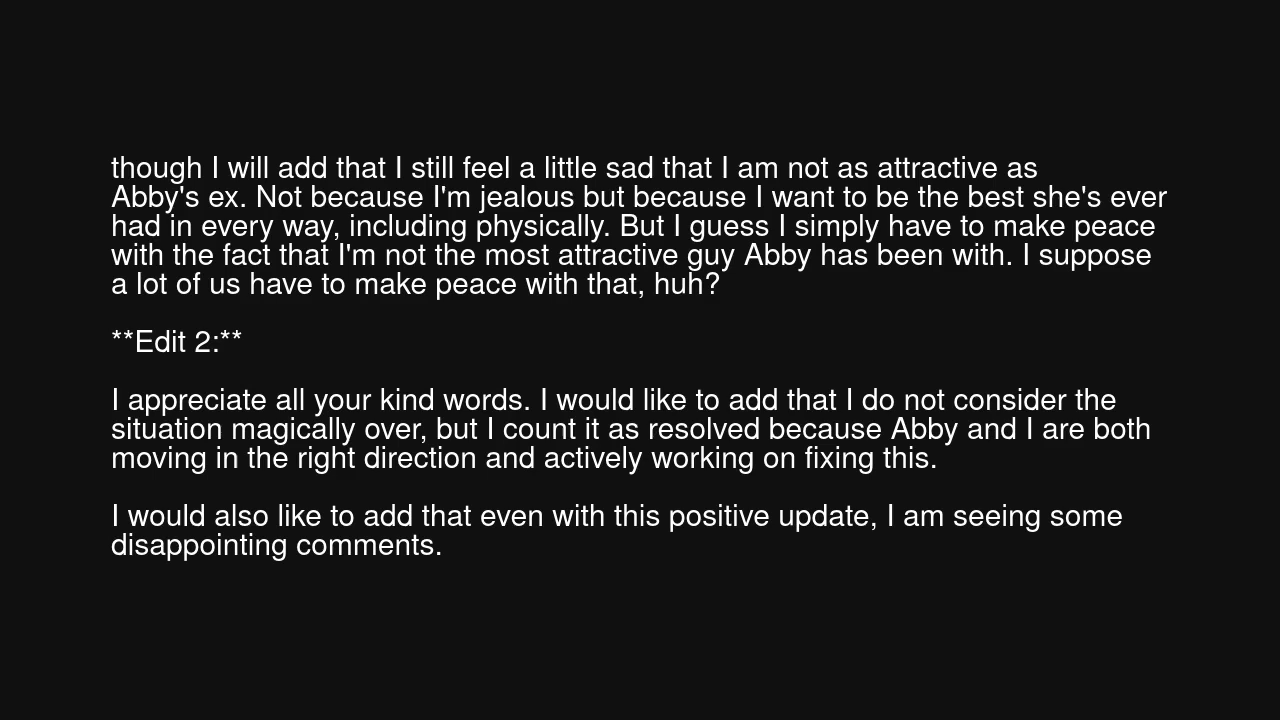 though I will add that I still feel a little sad that I am not as attractive as
Abby's ex. Not because I'm jealous but because I want to be the best she's ever
had in every way, including physically. But I guess I simply have to make peace
with the fact that I'm not the most attractive guy Abby has been with. I suppose
a lot of us have to make peace with that, huh?
**Edit 2:**
I appreciate all your kind words. I would like to add that I do not consider the
situation magically over, but I count it as resolved because Abby and I are both
moving in the right direction and actively working on fixing this.
I would also like to add that even with this positive update, I am seeing some
disappointing comments.